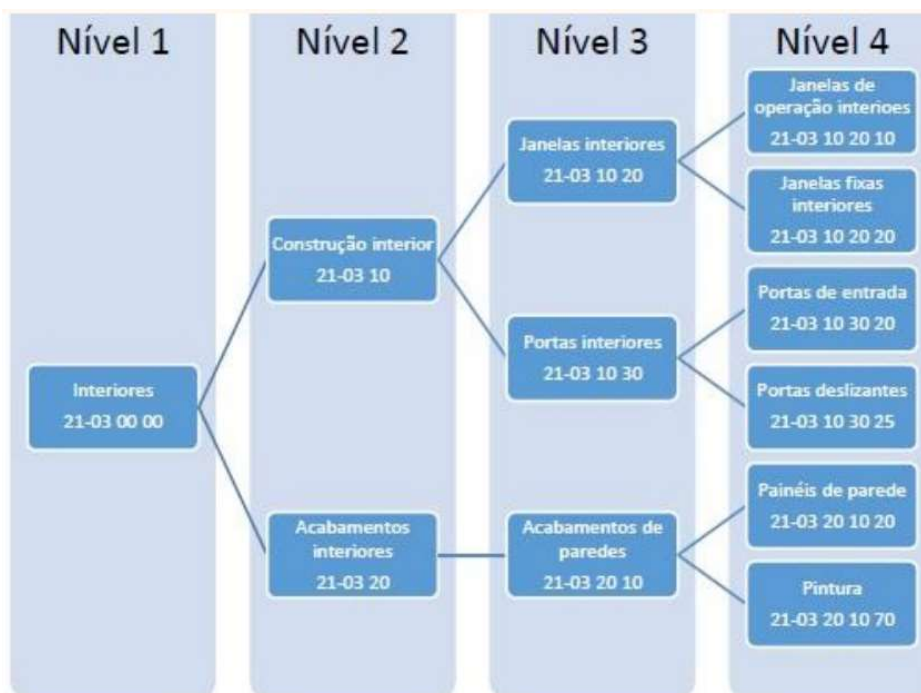 Nível 1
Nível 2
Nível 3
Nível 4
Interiores
21-03 00 00
Construção interior
21-03 10
Acabamentos
interiores
21-03 20
Janelas interiores
21-03 10 20
Portas interiores
21-03 10 30
Acabamentos de
paredes
21-03 20 10
Janelas de
operação interioes
21-03 10 20 10
Janelas fixas
interiores
21-03 10 20 20
Portas de entrada
21-03 10 30 20
Portas deslizantes
21-03 10 30 25
Painéis de parede
21-03 20 10 20
Pintura
21-03 20 10 70